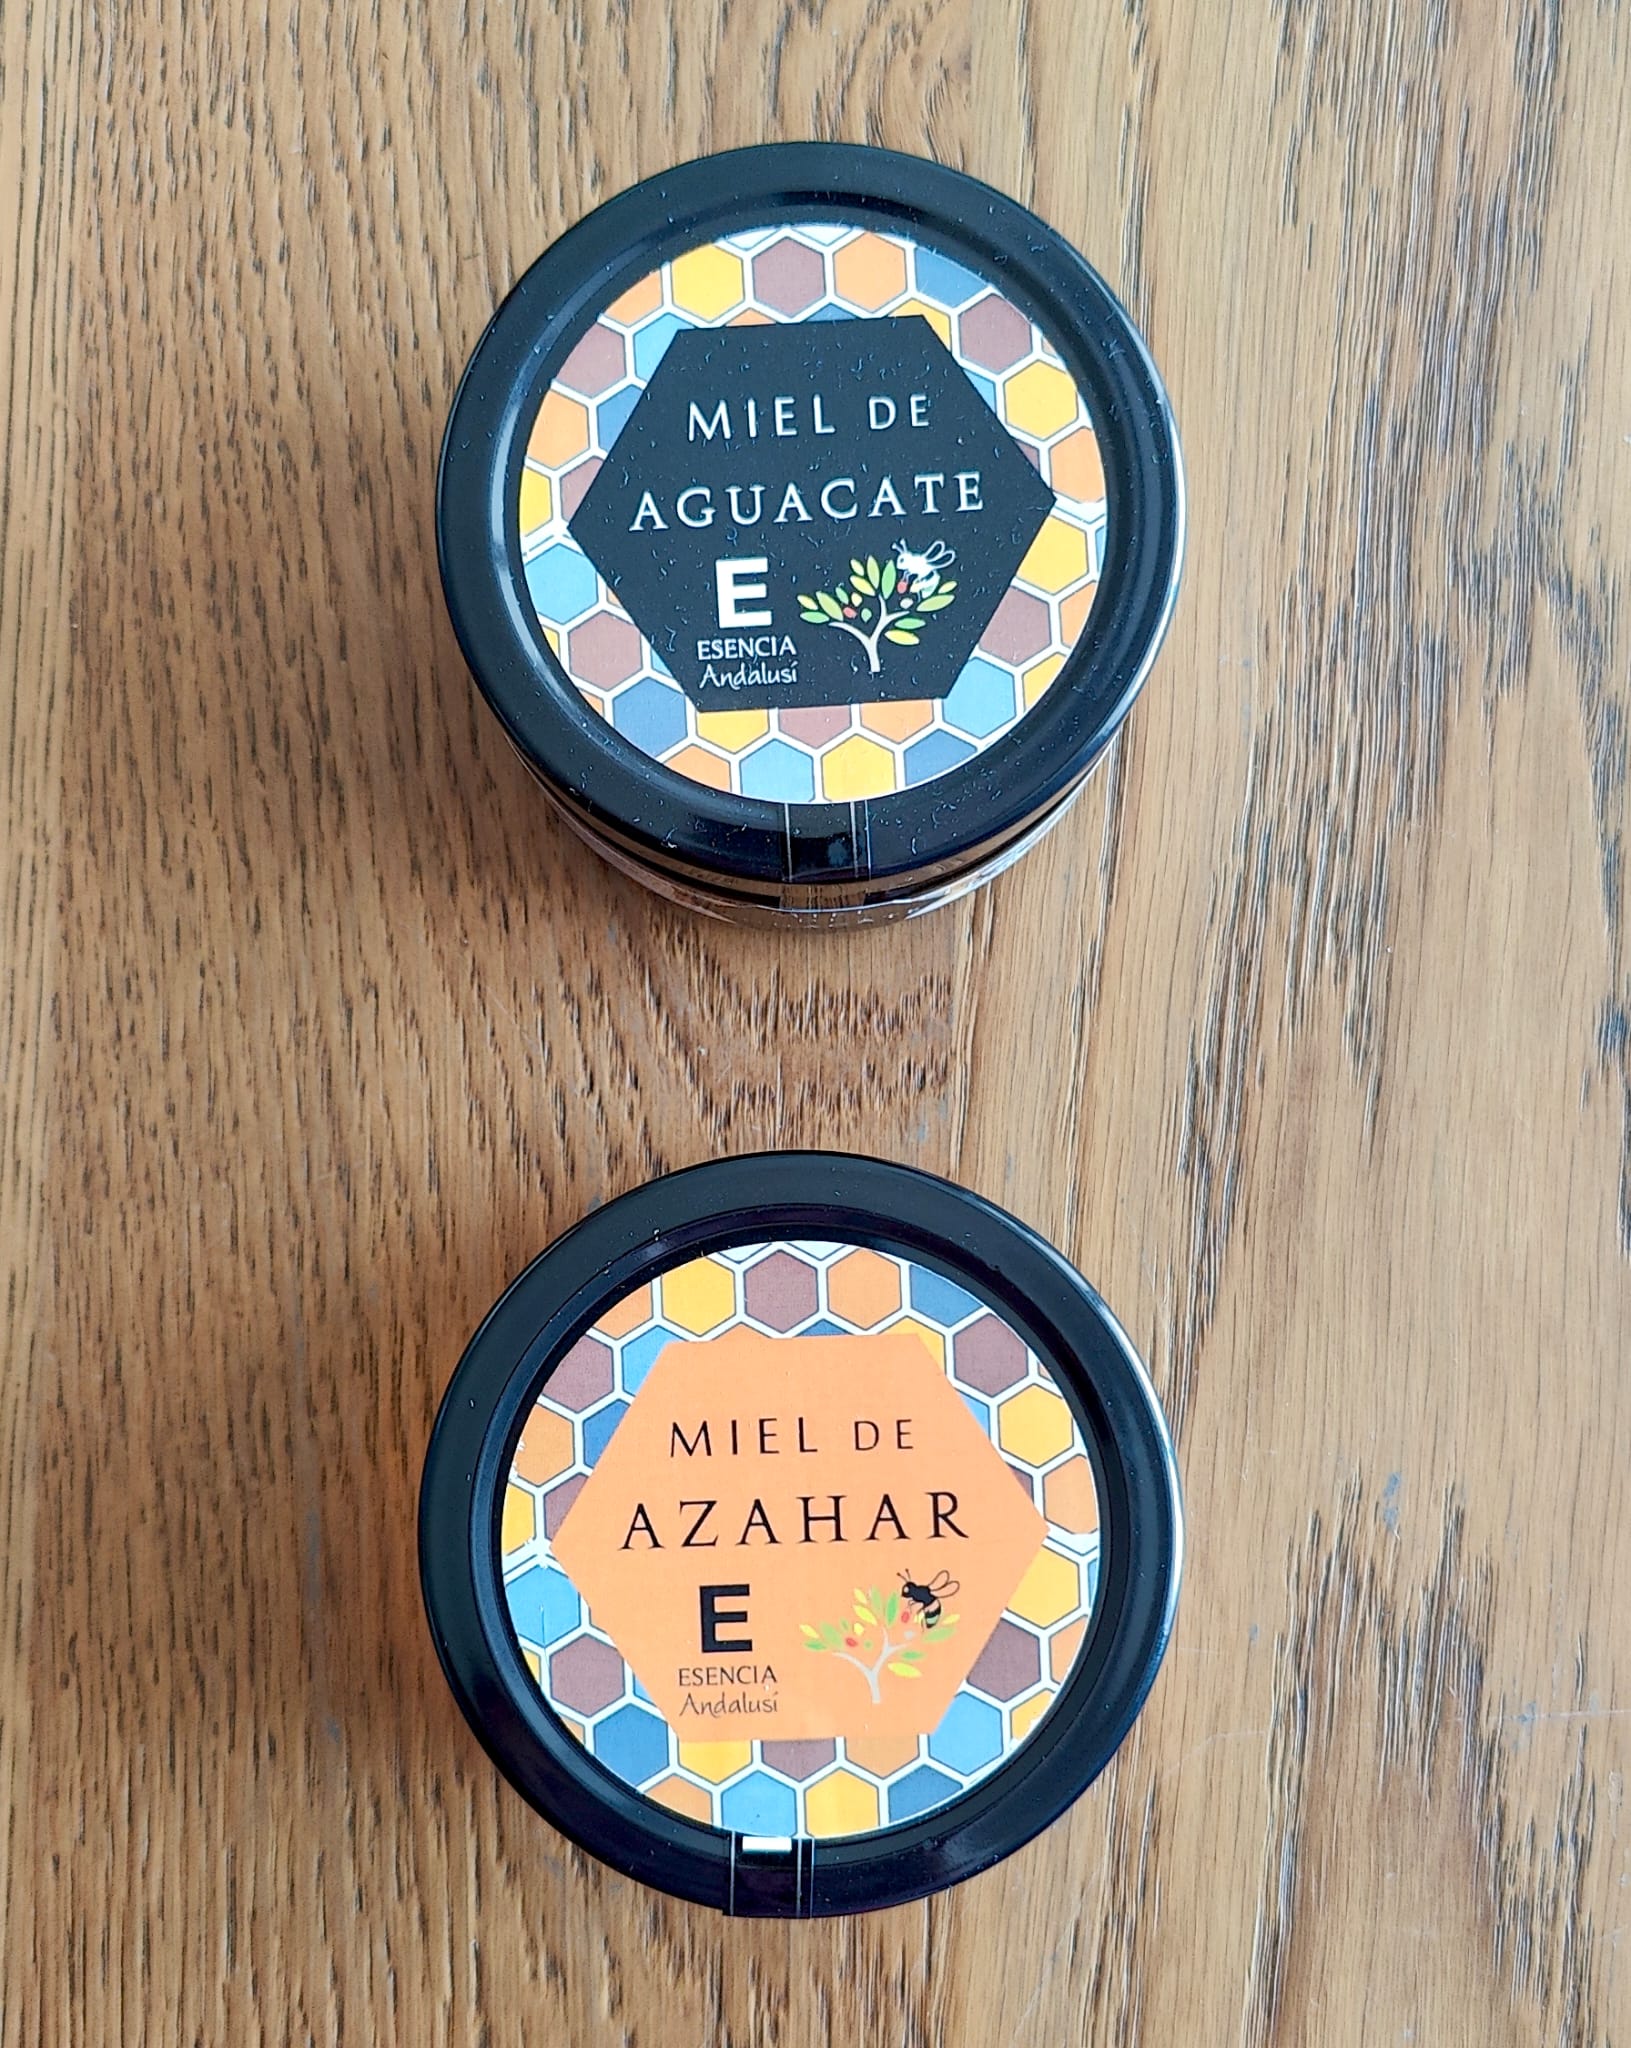 MIEL DE
AGUACATE
E
ESENCIA
Andalusí
MIEL DE
AZAHAR
E
ESENCIA
Andalusí